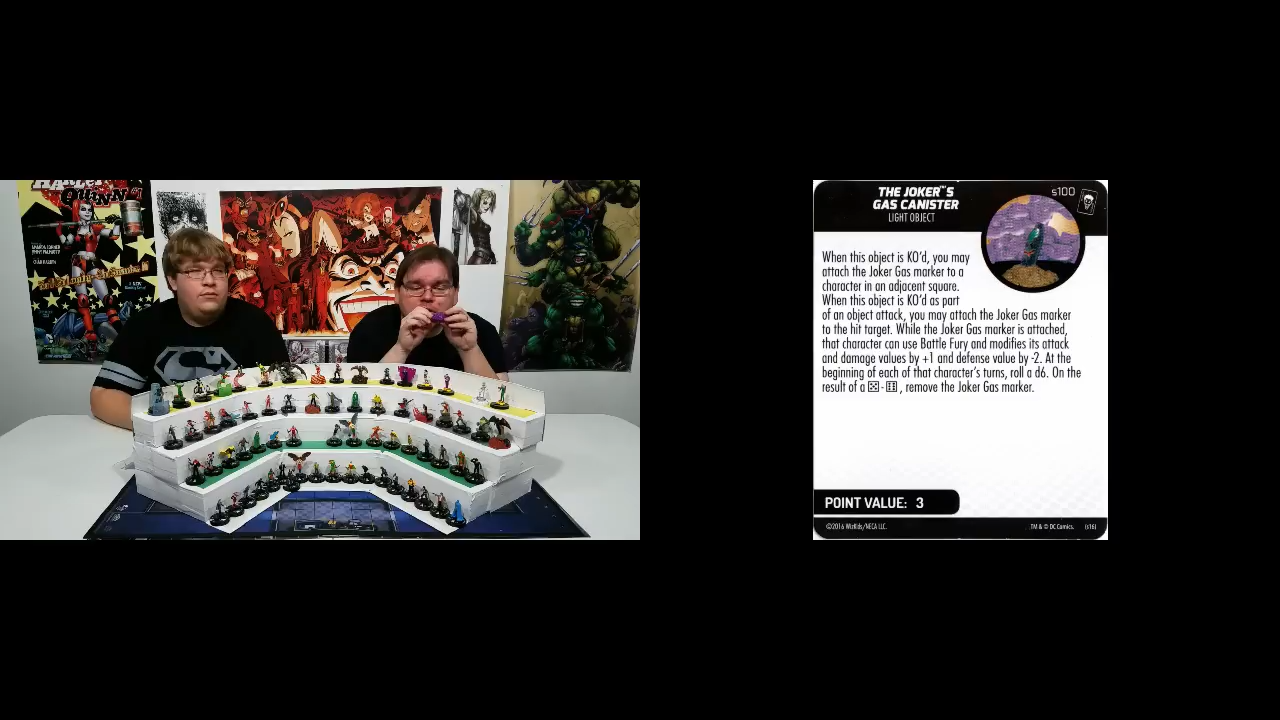 HARLEY
QUINN
THE JOKER'S
GAS CANISTER
LIGHT OBJECT
s100
When this object is KO'd, you may
attach the Joker Gas marker to a
character in an adjacent square.
When this object is KO'd as part
of an object attack, you may attach the Joker Gas marker
to the hit target. While the Joker Gas marker is attached,
that character can use Battle Fury and modifies its attack
and damage values by +1 and defense value by -2. At the
beginning of each of that character's turns, roll a d6. On the
result of a ⚄ - ⚅, remove the Joker Gas marker.
POINT VALUE: 3
©2016 WizKids/NECA LLC.
TM & © DC Comics.
(s16)